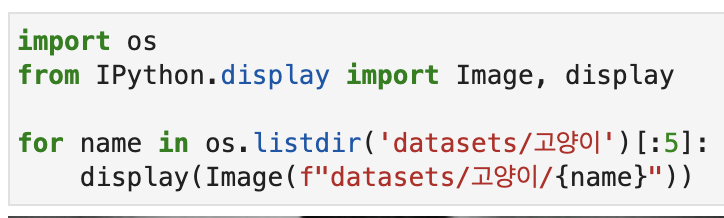 import os
from IPython.display import Image, display

for name in os.listdir('datasets/고양이')[:5]:
    display(Image(f"datasets/고양이/{name}"))